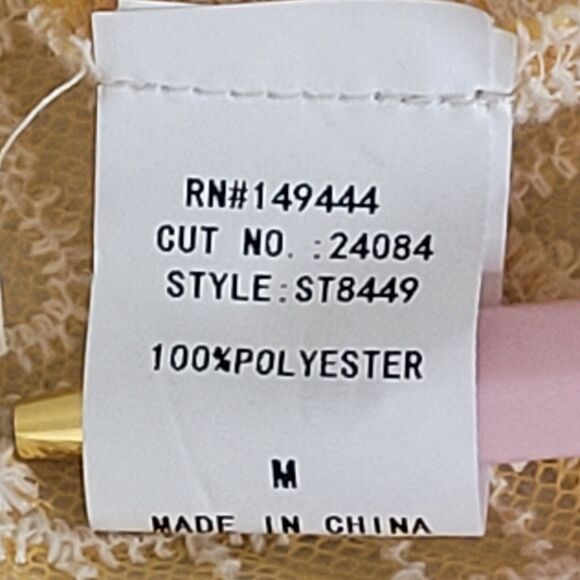 RN#149444
CUT NO. :24084
STYLE:ST8449
100%POLYESTER
M
MADE IN CHINA